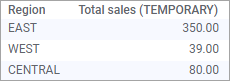 Region Total sales (TEMPORARY)
EAST 350.00
WEST 39.00
CENTRAL 80.00